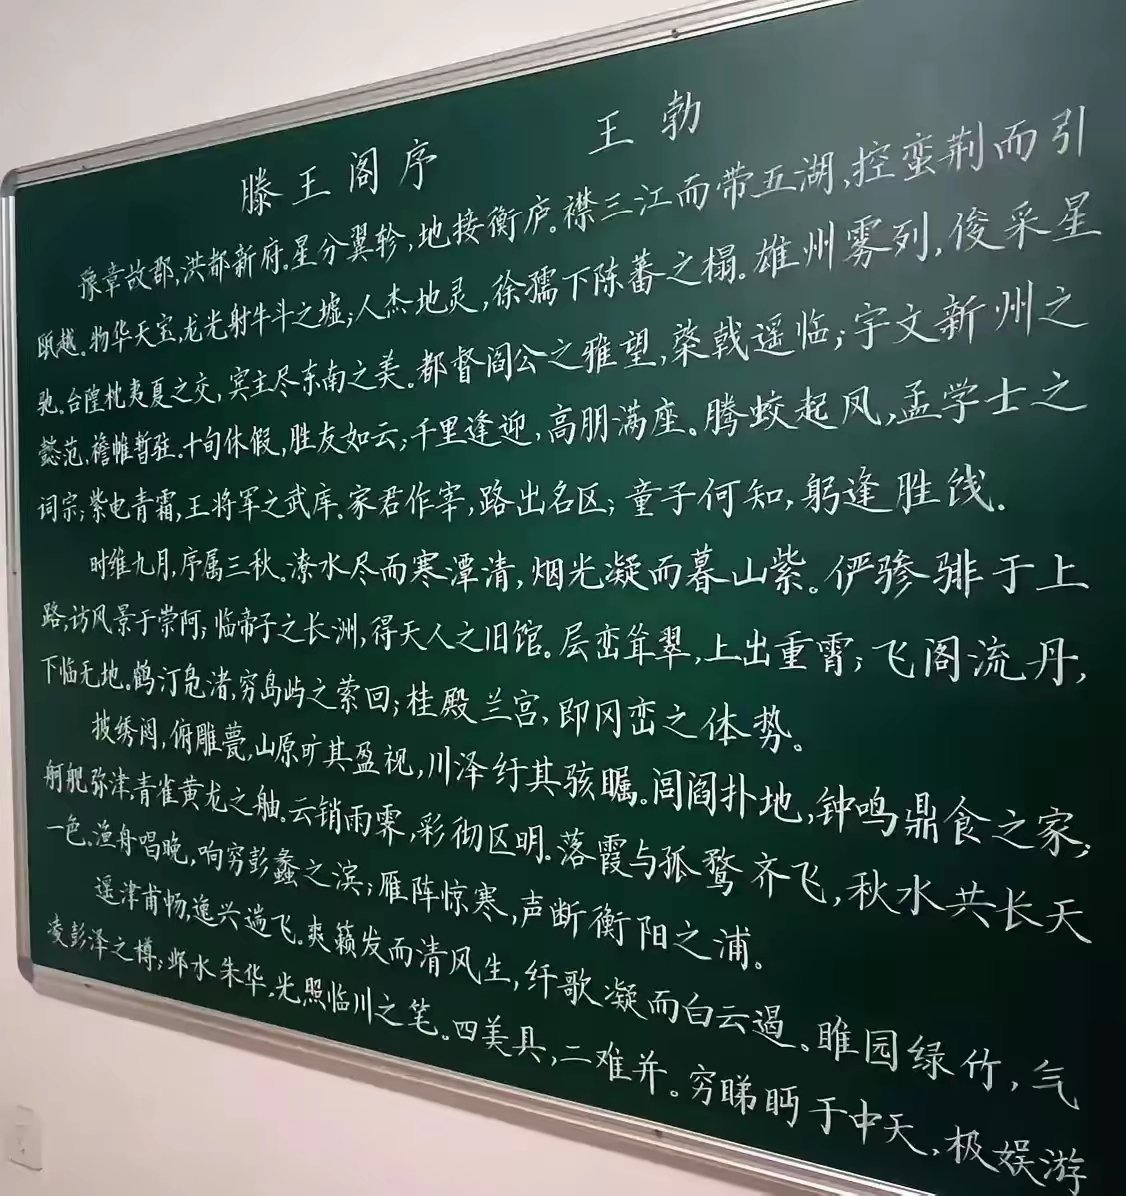 滕王阁序 王勃
豫章故郡,洪都新府。星分翼轸,地接衡庐。襟三江而带五湖,控蛮荆而引
瓯越。物华天宝,龙光射牛斗之墟;人杰地灵,徐孺下陈蕃之榻。雄州雾列,俊采星
驰。台隍枕夷夏之交,宾主尽东南之美。都督阎公之雅望,棨戟遥临;宇文新州之
懿范,襜帷暂驻。十旬休假,胜友如云;千里逢迎,高朋满座。腾蛟起凤,孟学士之
词宗;紫电青霜,王将军之武库。家君作宰,路出名区;童子何知,躬逢胜饯。
时维九月,序属三秋。潦水尽而寒潭清,烟光凝而暮山紫。俨骖騑于上
路,访风景于崇阿;临帝子之长洲,得天人之旧馆。层峦耸翠,上出重霄;飞阁流丹,
下临无地。鹤汀凫渚,穷岛屿之萦回;桂殿兰宫,即冈峦之体势。
披绣闼,俯雕甍,山原旷其盈视,川泽纡其骇瞩。闾阎扑地,钟鸣鼎食之家;
舸舰弥津,青雀黄龙之舳。云销雨霁,彩彻区明。落霞与孤鹜齐飞,秋水共长天
一色。渔舟唱晚,响穷彭蠡之滨;雁阵惊寒,声断衡阳之浦。
遥津甫畅,逸兴遄飞。爽籁发而清风生,纤歌凝而白云遏。睢园绿竹,气
凌彭泽之樽;邺水朱华,光照临川之笔。四美具,二难并。穷睇眄于中天,极娱游